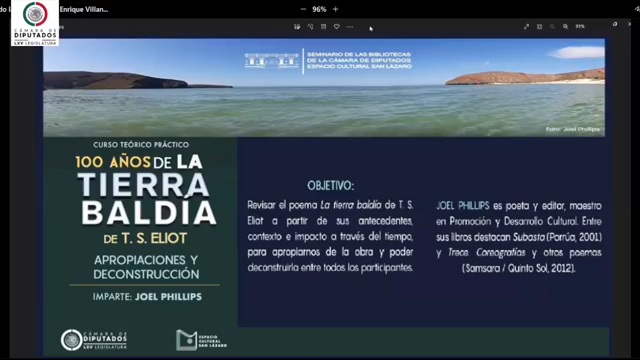 Enrique Villan...
96%
99%
CÁMARA DE
DIPUTADOS
LXV LEGISLATURA
SEMINARIO DE LAS BIBLIOTECAS
DE LA CÁMARA DE DIPUTADOS
ESPACIO CULTURAL SAN LÁZARO
Foto: Joel Phillips
CURSO TEÓRICO PRÁCTICO
100 AÑOS DE LA
TIERRA
BALDÍA
DE T. S. ELIOT
APROPIACIONES Y
DECONSTRUCCIÓN
IMPARTE: JOEL PHILLIPS
OBJETIVO:
Revisar el poema La tierra baldía de T. S.
Eliot a partir de sus antecedentes,
contexto e impacto a través del tiempo,
para apropiarnos de la obra y poder
deconstruirla entre todos los participantes.
JOEL PHILLIPS es poeta y editor, maestro
en Promoción y Desarrollo Cultural. Entre
sus libros destacan Subasta (Porrúa, 2001)
y Trece. Coreografías y otros poemas
(Samsara / Quinto Sol, 2012).
CÁMARA DE
DIPUTADOS
LXV LEGISLATURA
ESPACIO
CULTURAL
SAN LÁZARO